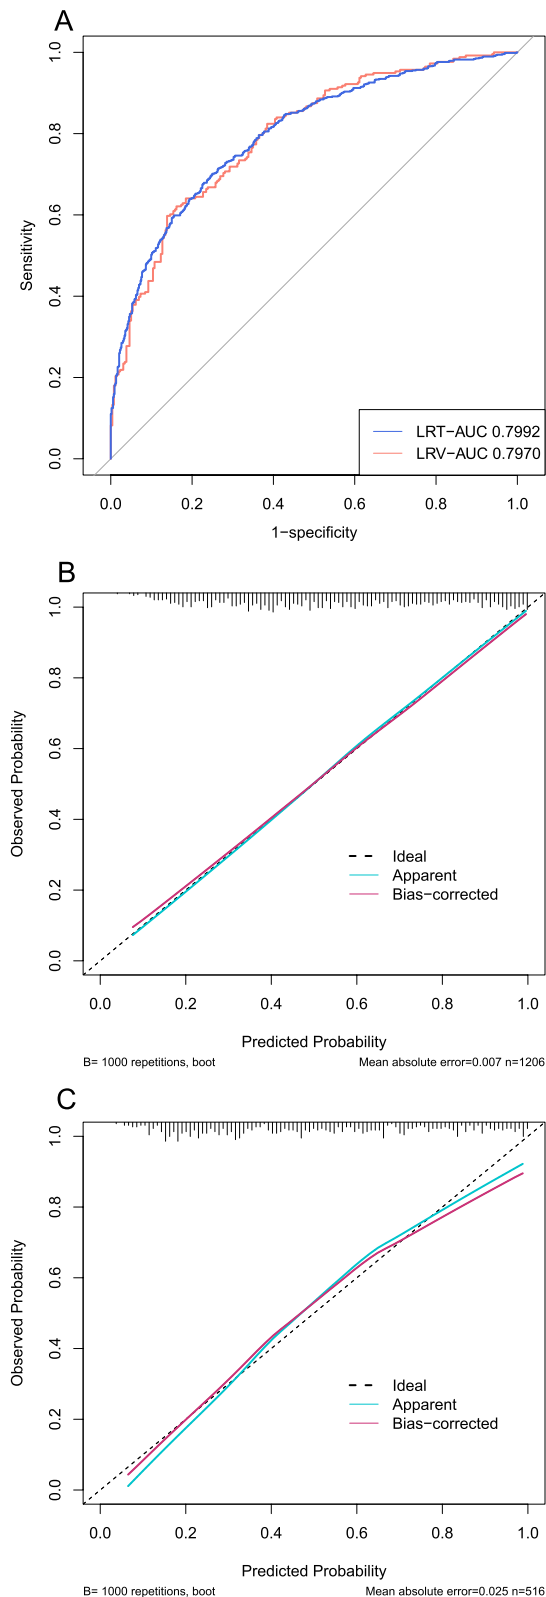 A
Sensitivity
1.0
0.8
0.6
0.4
0.2
0.0
LRT−AUC 0.7992
LRV−AUC 0.7970
0.0 0.2 0.4 0.6 0.8 1.0
1−specificity
B
Observed Probability
1.0
0.8
0.6
0.4
0.2
0.0
Ideal
Apparent
Bias−corrected
0.0 0.2 0.4 0.6 0.8 1.0
Predicted Probability
B= 1000 repetitions, boot Mean absolute error=0.007 n=1206
C
Observed Probability
1.0
0.8
0.6
0.4
0.2
0.0
Ideal
Apparent
Bias−corrected
0.0 0.2 0.4 0.6 0.8 1.0
Predicted Probability
B= 1000 repetitions, boot Mean absolute error=0.025 n=516